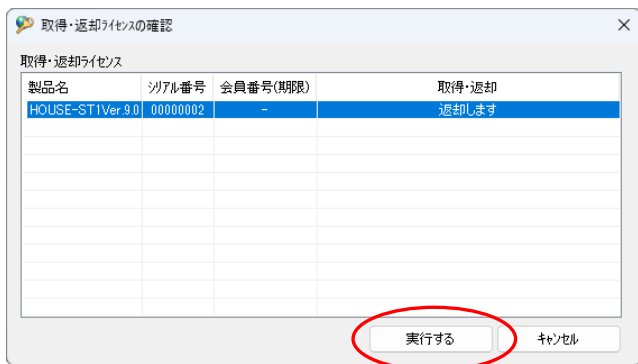 取得・返却ﾗｲｾﾝｽの確認
取得・返却ﾗｲｾﾝｽ
製品名 ｼﾘｱﾙ番号 会員番号(期限) 取得・返却
HOUSE-ST1Ver.9.0 00000002 － 返却します
実行する ｷｬﾝｾﾙ